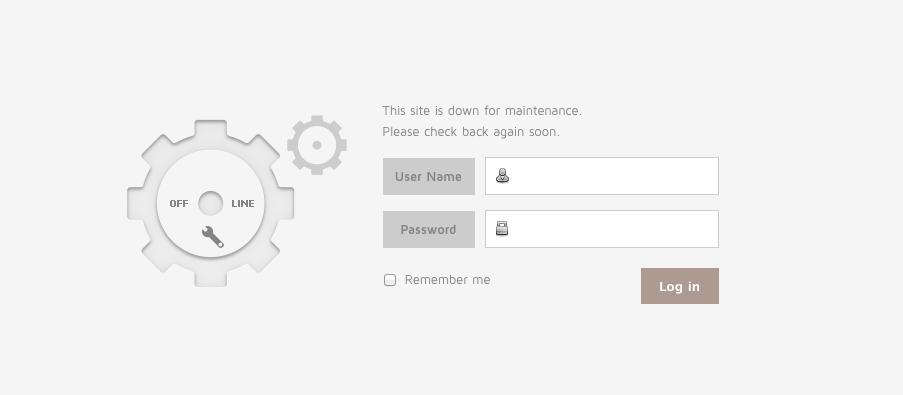 This site is down for maintenance.
Please check back again soon.
User Name
OFF LINE
Password
Remember me
Log in